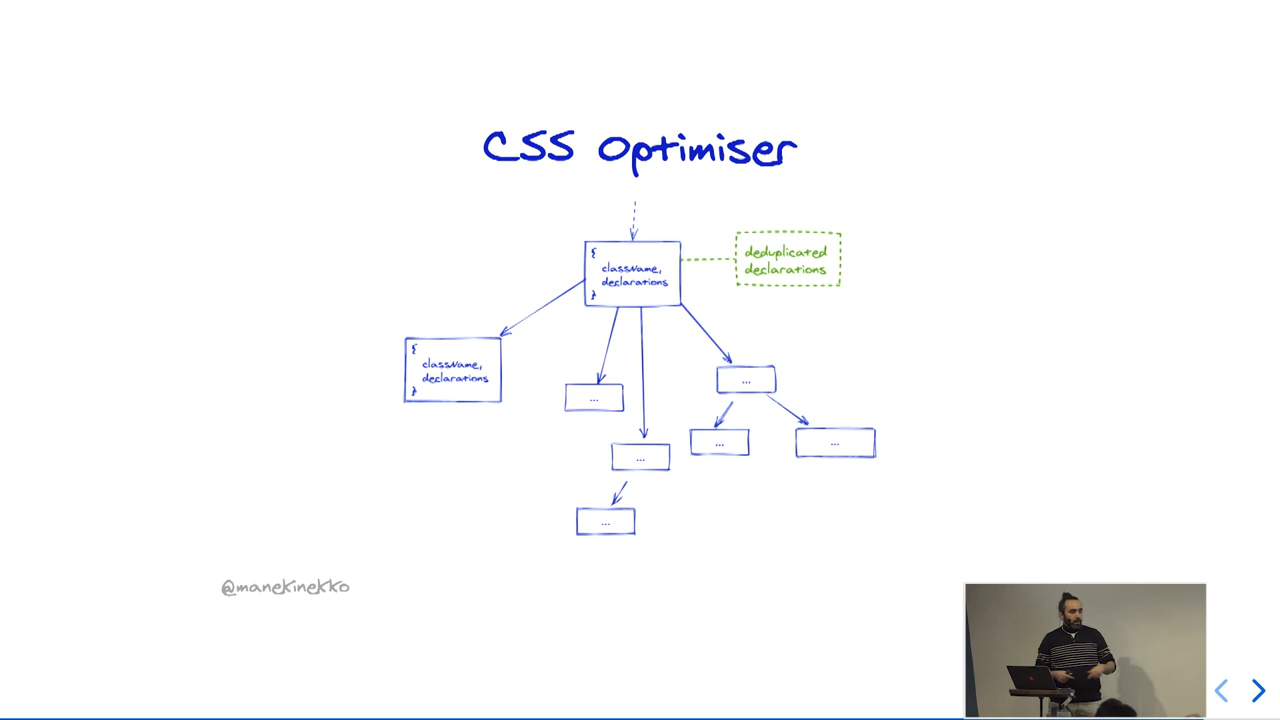 CSS Optimiser
{
className,
declarations
}
deduplicated
declarations
{
className,
declarations
}
...
...
...
...
...
...
@manekinekko